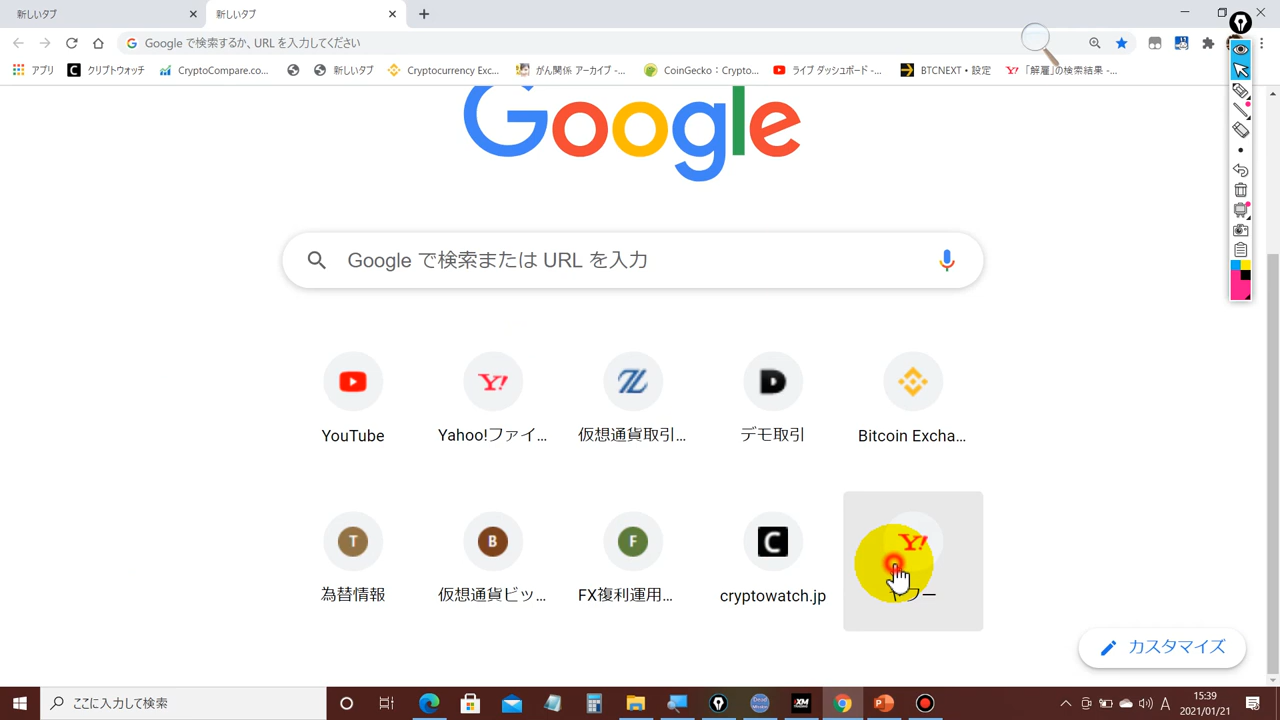 新しいタブ
新しいタブ
Google で検索するか、URL を入力してください
アプリ
クリプトウォッチ
CryptoCompare.co...
新しいタブ
Cryptocurrency Exc...
がん関係 アーカイブ -...
CoinGecko：Crypto...
ライブ ダッシュボード -...
BTCNEXT・設定
「解雇」の検索結果 -...
Google
Google で検索または URL を入力
YouTube
Yahoo!ファイ...
仮想通貨取引...
デモ取引
Bitcoin Excha...
T
B
F
C
Y!
為替情報
仮想通貨ビッ...
FX複利運用...
cryptowatch.jp
ヤフー
カスタマイズ
ここに入力して検索
A
15:39
2021/01/21